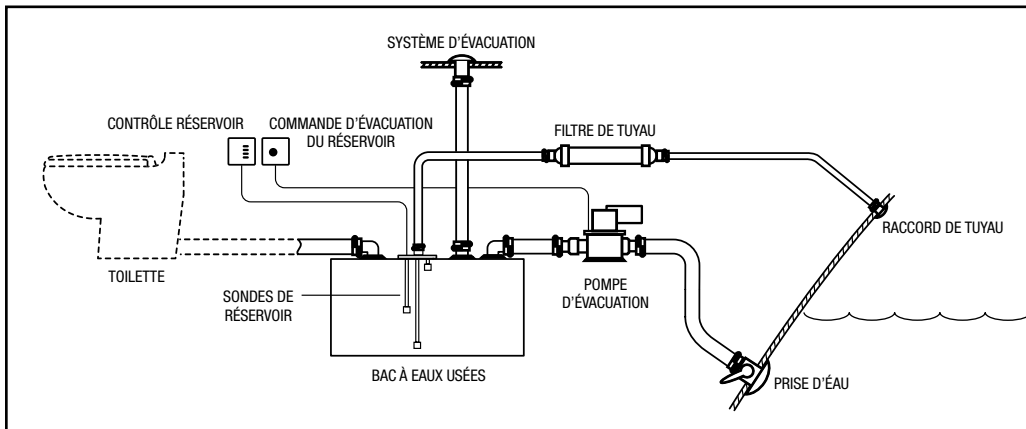 SYSTÈME D'ÉVACUATION
CONTRÔLE RÉSERVOIR
COMMANDE D'ÉVACUATION
DU RÉSERVOIR
FILTRE DE TUYAU
RACCORD DE TUYAU
TOILETTE
SONDES DE
RÉSERVOIR
POMPE
D'ÉVACUATION
BAC À EAUX USÉES
PRISE D'ÉAU